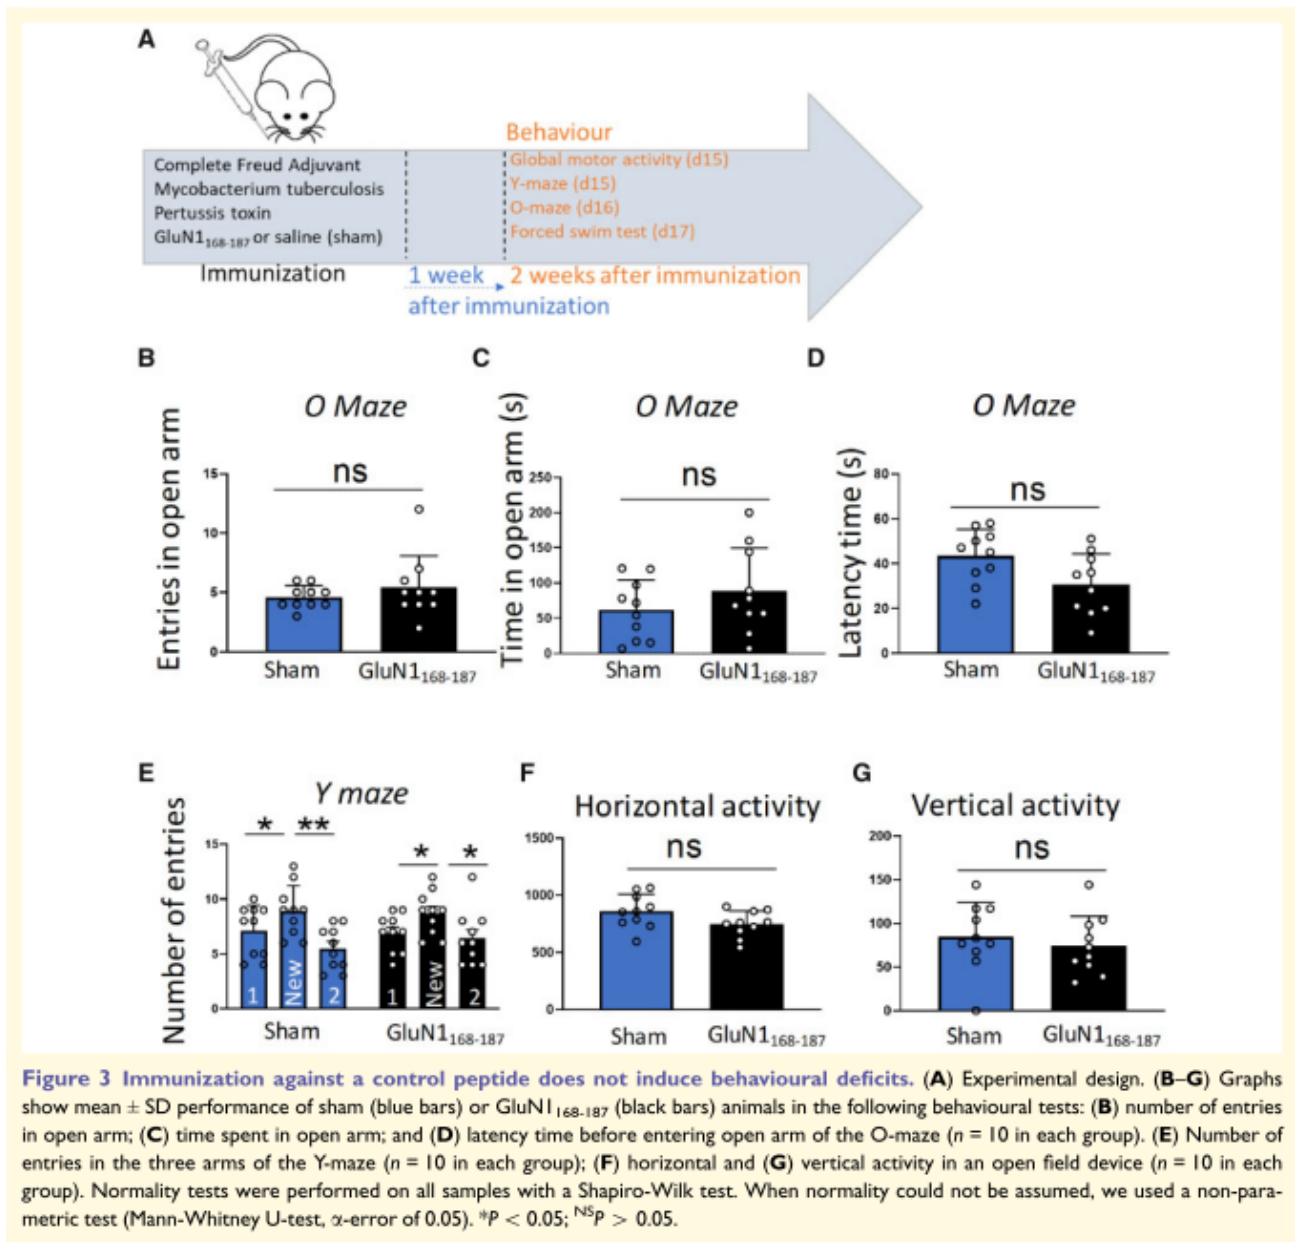 A
Complete Freud Adjuvant
Mycobacterium tuberculosis
Pertussis toxin
GluN1168-187 or saline (sham)
Immunization
Behaviour
Global motor activity (d15)
Y-maze (d15)
O-maze (d16)
Forced swim test (d17)
1 week
after immunization
2 weeks after immunization
B
O Maze
Entries in open arm
ns
15
10
5
0
Sham
GluN1168-187
C
O Maze
Time in open arm (s)
ns
250
200
150
100
50
0
Sham
GluN1168-187
D
O Maze
Latency time (s)
ns
80
60
40
20
0
Sham
GluN1168-187
E
Y maze
Number of entries
* **
* *
15
10
5
0
1 New 2
1 New 2
Sham
GluN1168-187
F
Horizontal activity
ns
1500
1000
500
0
Sham
GluN1168-187
G
Vertical activity
ns
200
150
100
50
0
Sham
GluN1168-187
Figure 3 Immunization against a control peptide does not induce behavioural deficits. (A) Experimental design. (B–G) Graphs
show mean ± SD performance of sham (blue bars) or GluN1168-187 (black bars) animals in the following behavioural tests: (B) number of entries
in open arm; (C) time spent in open arm; and (D) latency time before entering open arm of the O-maze (n = 10 in each group). (E) Number of
entries in the three arms of the Y-maze (n = 10 in each group); (F) horizontal and (G) vertical activity in an open field device (n = 10 in each
group). Normality tests were performed on all samples with a Shapiro-Wilk test. When normality could not be assumed, we used a non-para-
metric test (Mann-Whitney U-test, α-error of 0.05). *P < 0.05; NSP > 0.05.